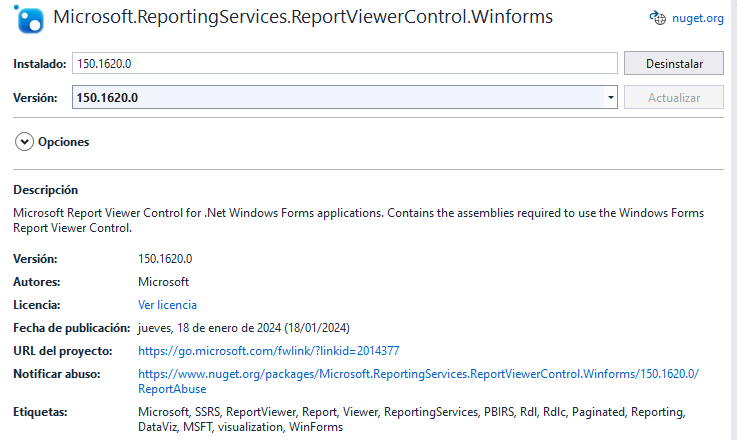 Microsoft.ReportingServices.ReportViewerControl.Winforms
nuget.org
Instalado: 150.1620.0 Desinstalar
Versión: 150.1620.0 Actualizar
Opciones
Descripción
Microsoft Report Viewer Control for .Net Windows Forms applications. Contains the assemblies required to use the Windows Forms
Report Viewer Control.
Versión: 150.1620.0
Autores: Microsoft
Licencia: Ver licencia
Fecha de publicación: jueves, 18 de enero de 2024 (18/01/2024)
URL del proyecto: https://go.microsoft.com/fwlink/?linkid=2014377
Notificar abuso: https://www.nuget.org/packages/Microsoft.ReportingServices.ReportViewerControl.Winforms/150.1620.0/
ReportAbuse
Etiquetas: Microsoft, SSRS, ReportViewer, Report, Viewer, ReportingServices, PBIRS, Rdl, Rdlc, Paginated, Reporting,
DataViz, MSFT, visualization, WinForms